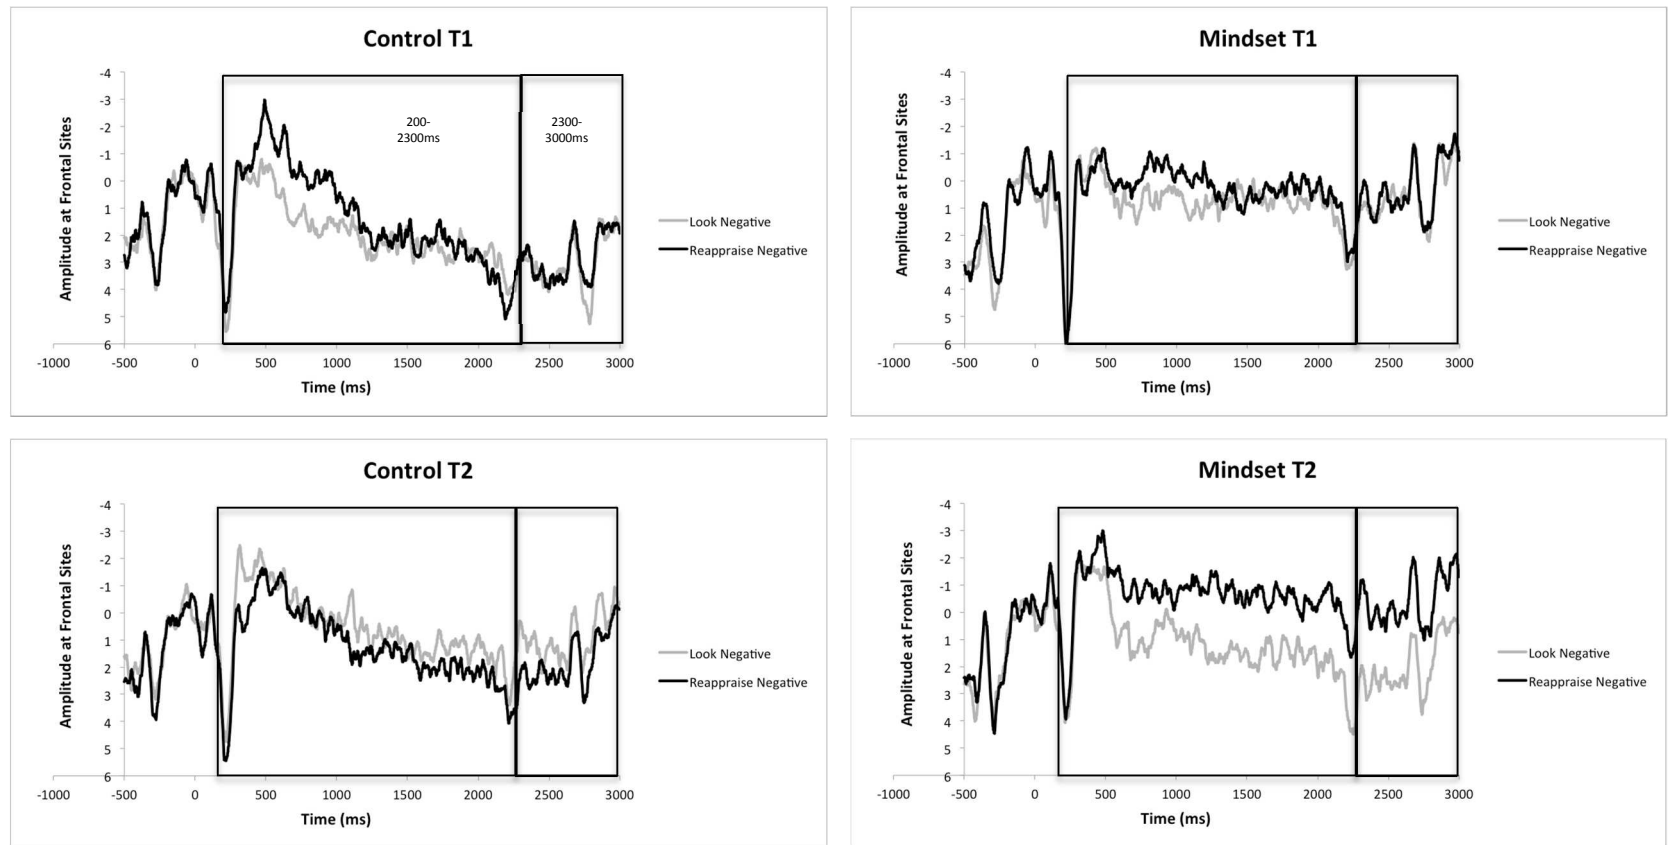 Control T1
Amplitude at Frontal Sites
-4
-3
-2
-1
0
1
2
3
4
5
6
200-
2300ms
2300-
3000ms
-1000 -500 0 500 1000 1500 2000 2500 3000
Time (ms)
Look Negative
Reappraise Negative
Mindset T1
Amplitude at Frontal Sites
-4
-3
-2
-1
0
1
2
3
4
5
6
-1000 -500 0 500 1000 1500 2000 2500 3000
Time (ms)
Look Negative
Reappraise Negative
Control T2
Amplitude at Frontal Sites
-4
-3
-2
-1
0
1
2
3
4
5
6
-1000 -500 0 500 1000 1500 2000 2500 3000
Time (ms)
Look Negative
Reappraise Negative
Mindset T2
Amplitude at Frontal Sites
-4
-3
-2
-1
0
1
2
3
4
5
6
-1000 -500 0 500 1000 1500 2000 2500 3000
Time (ms)
Look Negative
Reappraise Negative